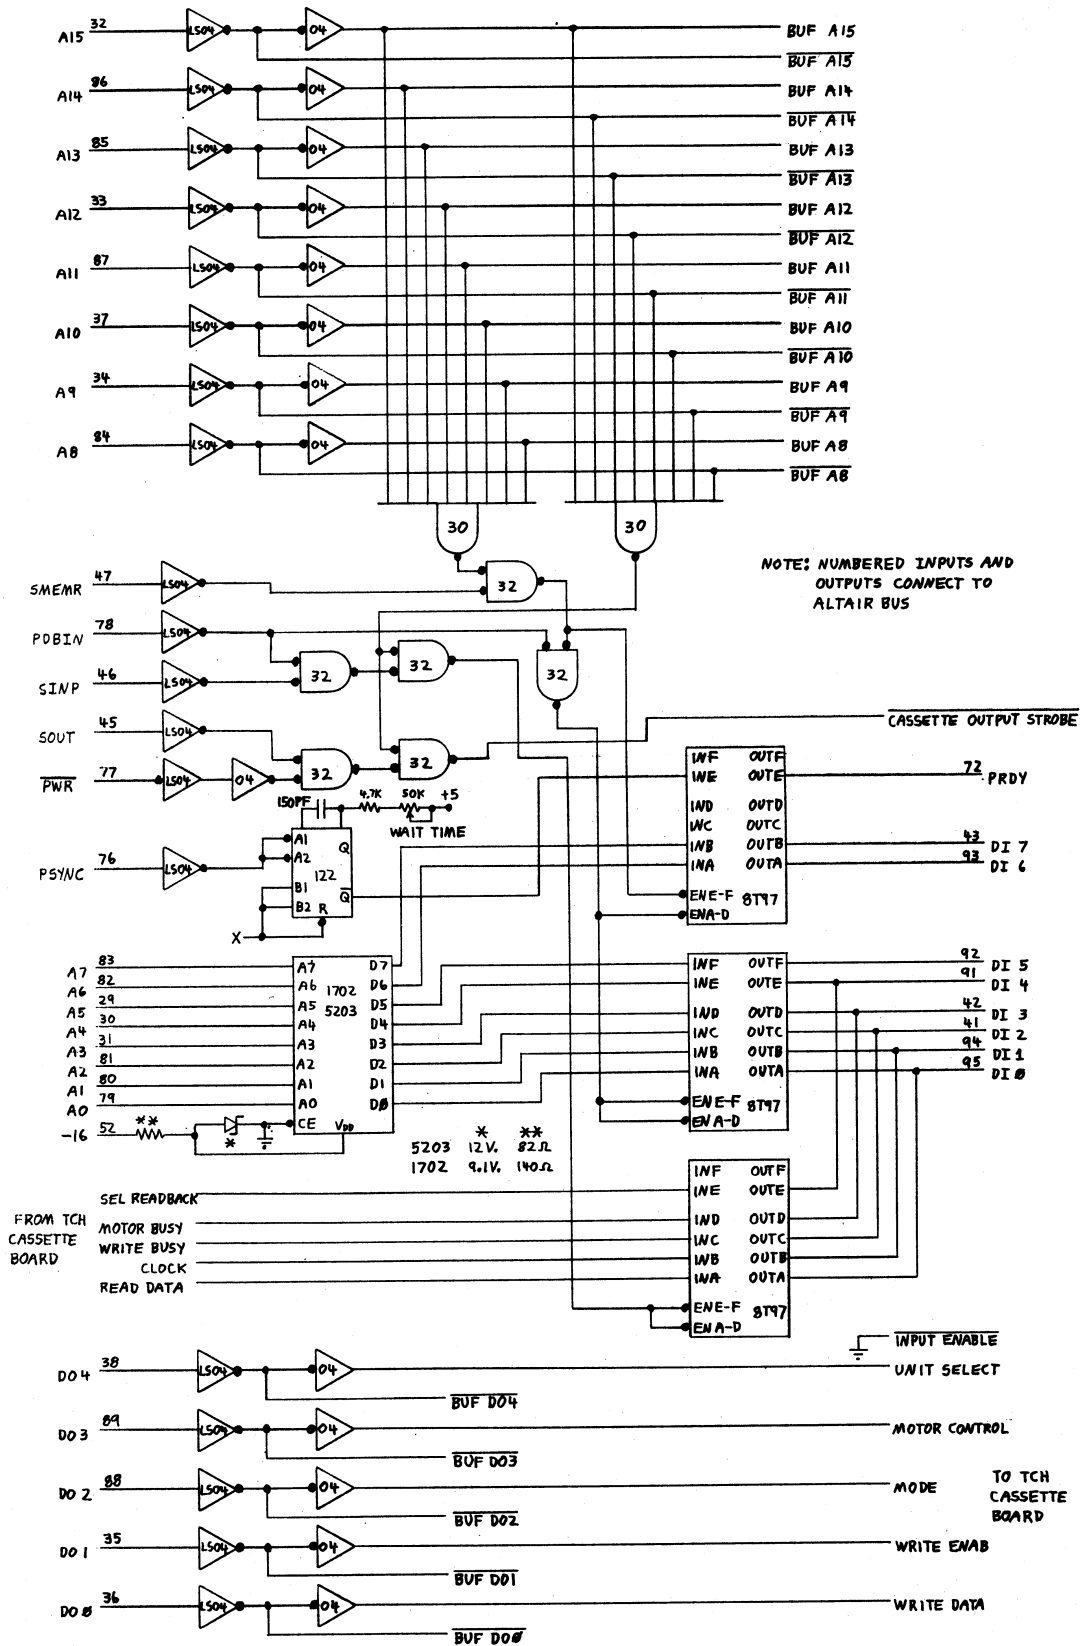 A15 32 LS04 04 BUF A15
BUF A15
A14 86 LS04 04 BUF A14
BUF A14
A13 85 LS04 04 BUF A13
BUF A13
A12 33 LS04 04 BUF A12
BUF A12
A11 87 LS04 04 BUF A11
BUF A11
A10 37 LS04 04 BUF A10
BUF A10
A9 34 LS04 04 BUF A9
BUF A9
A8 84 LS04 04 BUF A8
BUF A8
30 30
NOTE: NUMBERED INPUTS AND
OUTPUTS CONNECT TO
ALTAIR BUS
SMEMR 47 LS04 32
PDBIN 78 LS04
32 32 32
SINP 46 LS04
SOUT 45 LS04
CASSETTE OUTPUT STROBE
PWR 77 LS04 04 32 32
150PF 4.7K 50K +5
WAIT TIME
PSYNC 76 LS04
A1 Q
A2
122
B1 Q
B2 R
X
INF OUTF
INE OUTE 72 PRDY
IND OUTD
INC OUTC
INB OUTB 43 DI 7
INA OUTA 93 DI 6
ENE-F 8T97
ENA-D
A7 83 A7 D7
A6 82 A6 1702 D6
A5 29 A5 5203 D5
A4 30 A4 D4
A3 31 A3 D3
A2 81 A2 D2
A1 80 A1 D1
A0 79 A0 DØ
-16 52 ** * CE VDD
INF OUTF 92 DI 5
INE OUTE 91 DI 4
IND OUTD 42 DI 3
INC OUTC 41 DI 2
INB OUTB 94 DI 1
INA OUTA 95 DI Ø
ENE-F 8T97
ENA-D
* **
5203 12V. 82Ω
1702 9.1V. 140Ω
FROM TCH
CASSETTE
BOARD
SEL READBACK
MOTOR BUSY
WRITE BUSY
CLOCK
READ DATA
INF OUTF
INE OUTE
IND OUTD
INC OUTC
INB OUTB
INA OUTA
ENE-F 8T97
ENA-D
INPUT ENABLE
DO 4 38 LS04 04 UNIT SELECT
BUF DO4
DO 3 89 LS04 04 MOTOR CONTROL
BUF DO3
DO 2 88 LS04 04 MODE
BUF DO2
DO 1 35 LS04 04 WRITE ENAB
BUF DO1
DO Ø 36 LS04 04 WRITE DATA
BUF DOØ
TO TCH
CASSETTE
BOARD